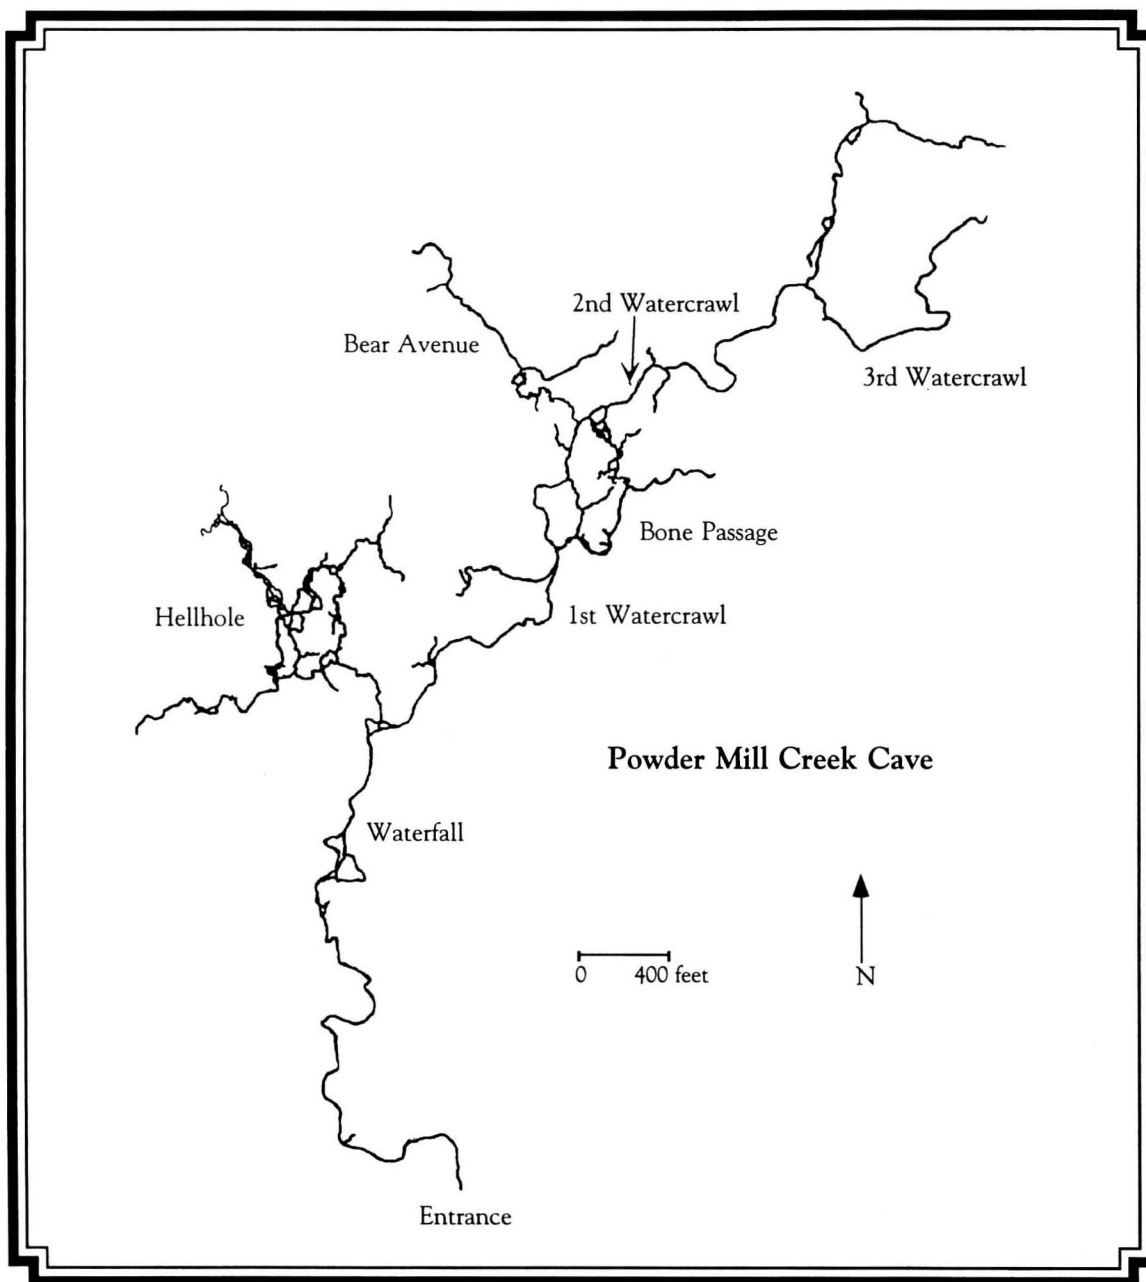 2nd Watercrawl
Bear Avenue
3rd Watercrawl
Bone Passage
Hellhole
1st Watercrawl
Powder Mill Creek Cave
Waterfall
0 400 feet
N
Entrance